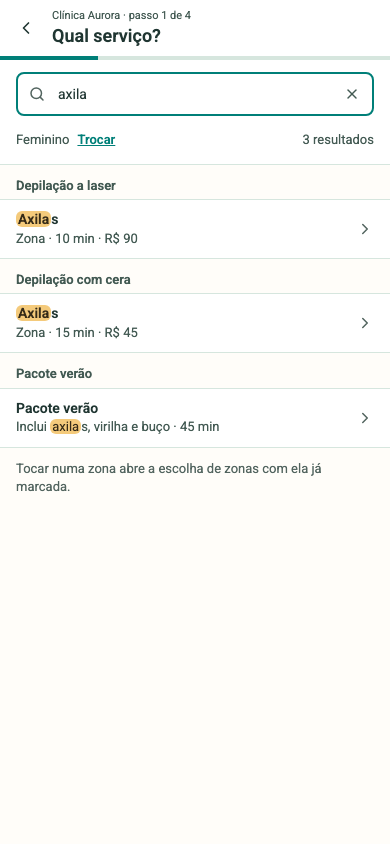 Clínica Aurora · passo 1 de 4
Qual serviço?
axila
Feminino Trocar 3 resultados
Depilação a laser
Axilas
Zona · 10 min · R$ 90
Depilação com cera
Axilas
Zona · 15 min · R$ 45
Pacote verão
Pacote verão
Inclui axilas, virilha e buço · 45 min
Tocar numa zona abre a escolha de zonas com ela já
marcada.